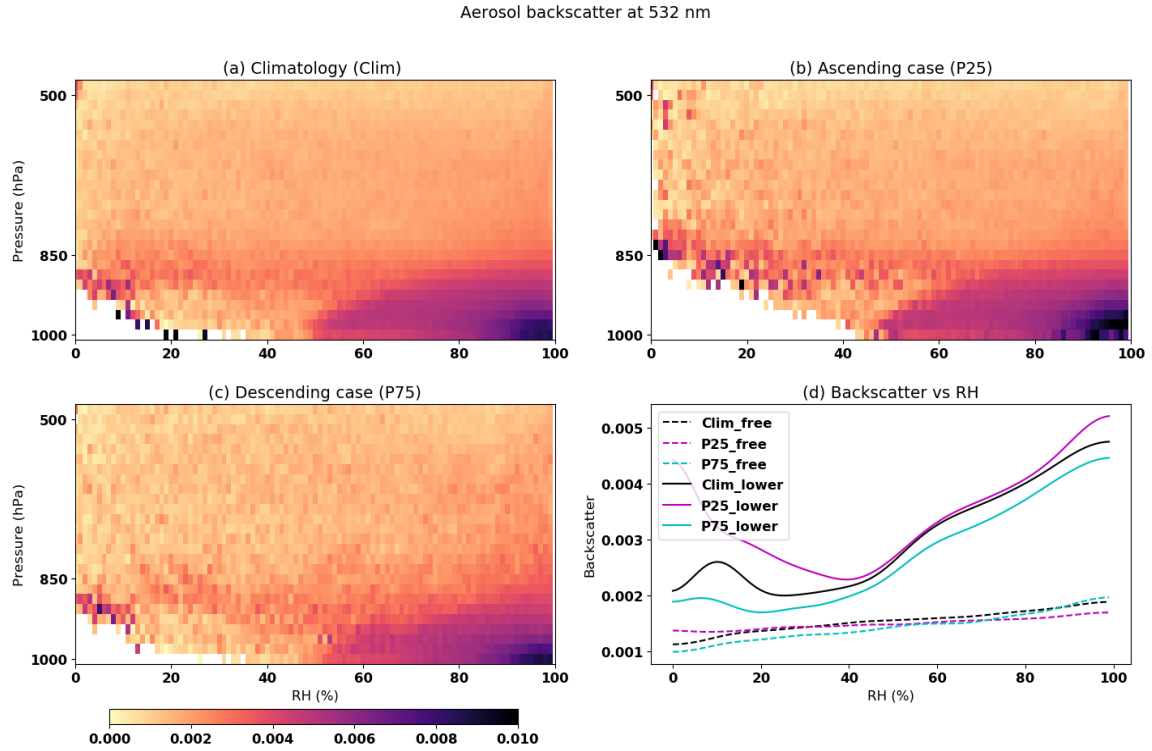 Aerosol backscatter at 532 nm
(a) Climatology (Clim)
Pressure (hPa)
500
850
1000
0 20 40 60 80 100
(b) Ascending case (P25)
500
850
1000
0 20 40 60 80 100
(c) Descending case (P75)
Pressure (hPa)
500
850
1000
0 20 40 60 80 100
RH (%)
0.000 0.002 0.004 0.006 0.008 0.010
(d) Backscatter vs RH
Backscatter
0.005
0.004
0.003
0.002
0.001
Clim_free
P25_free
P75_free
Clim_lower
P25_lower
P75_lower
0 20 40 60 80 100
RH (%)